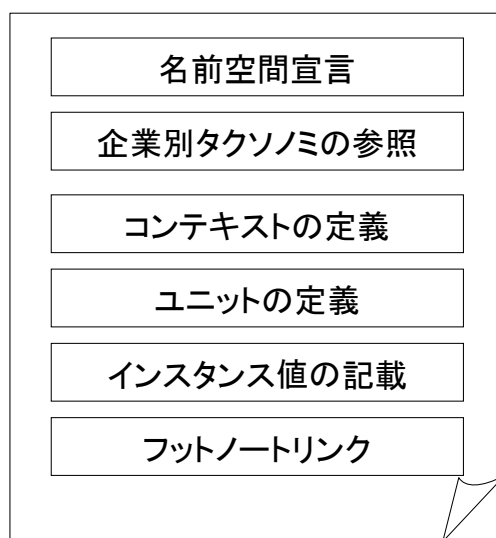 名前空間宣言
企業別タクソノミの参照
コンテキストの定義
ユニットの定義
インスタンス値の記載
フットノートリンク